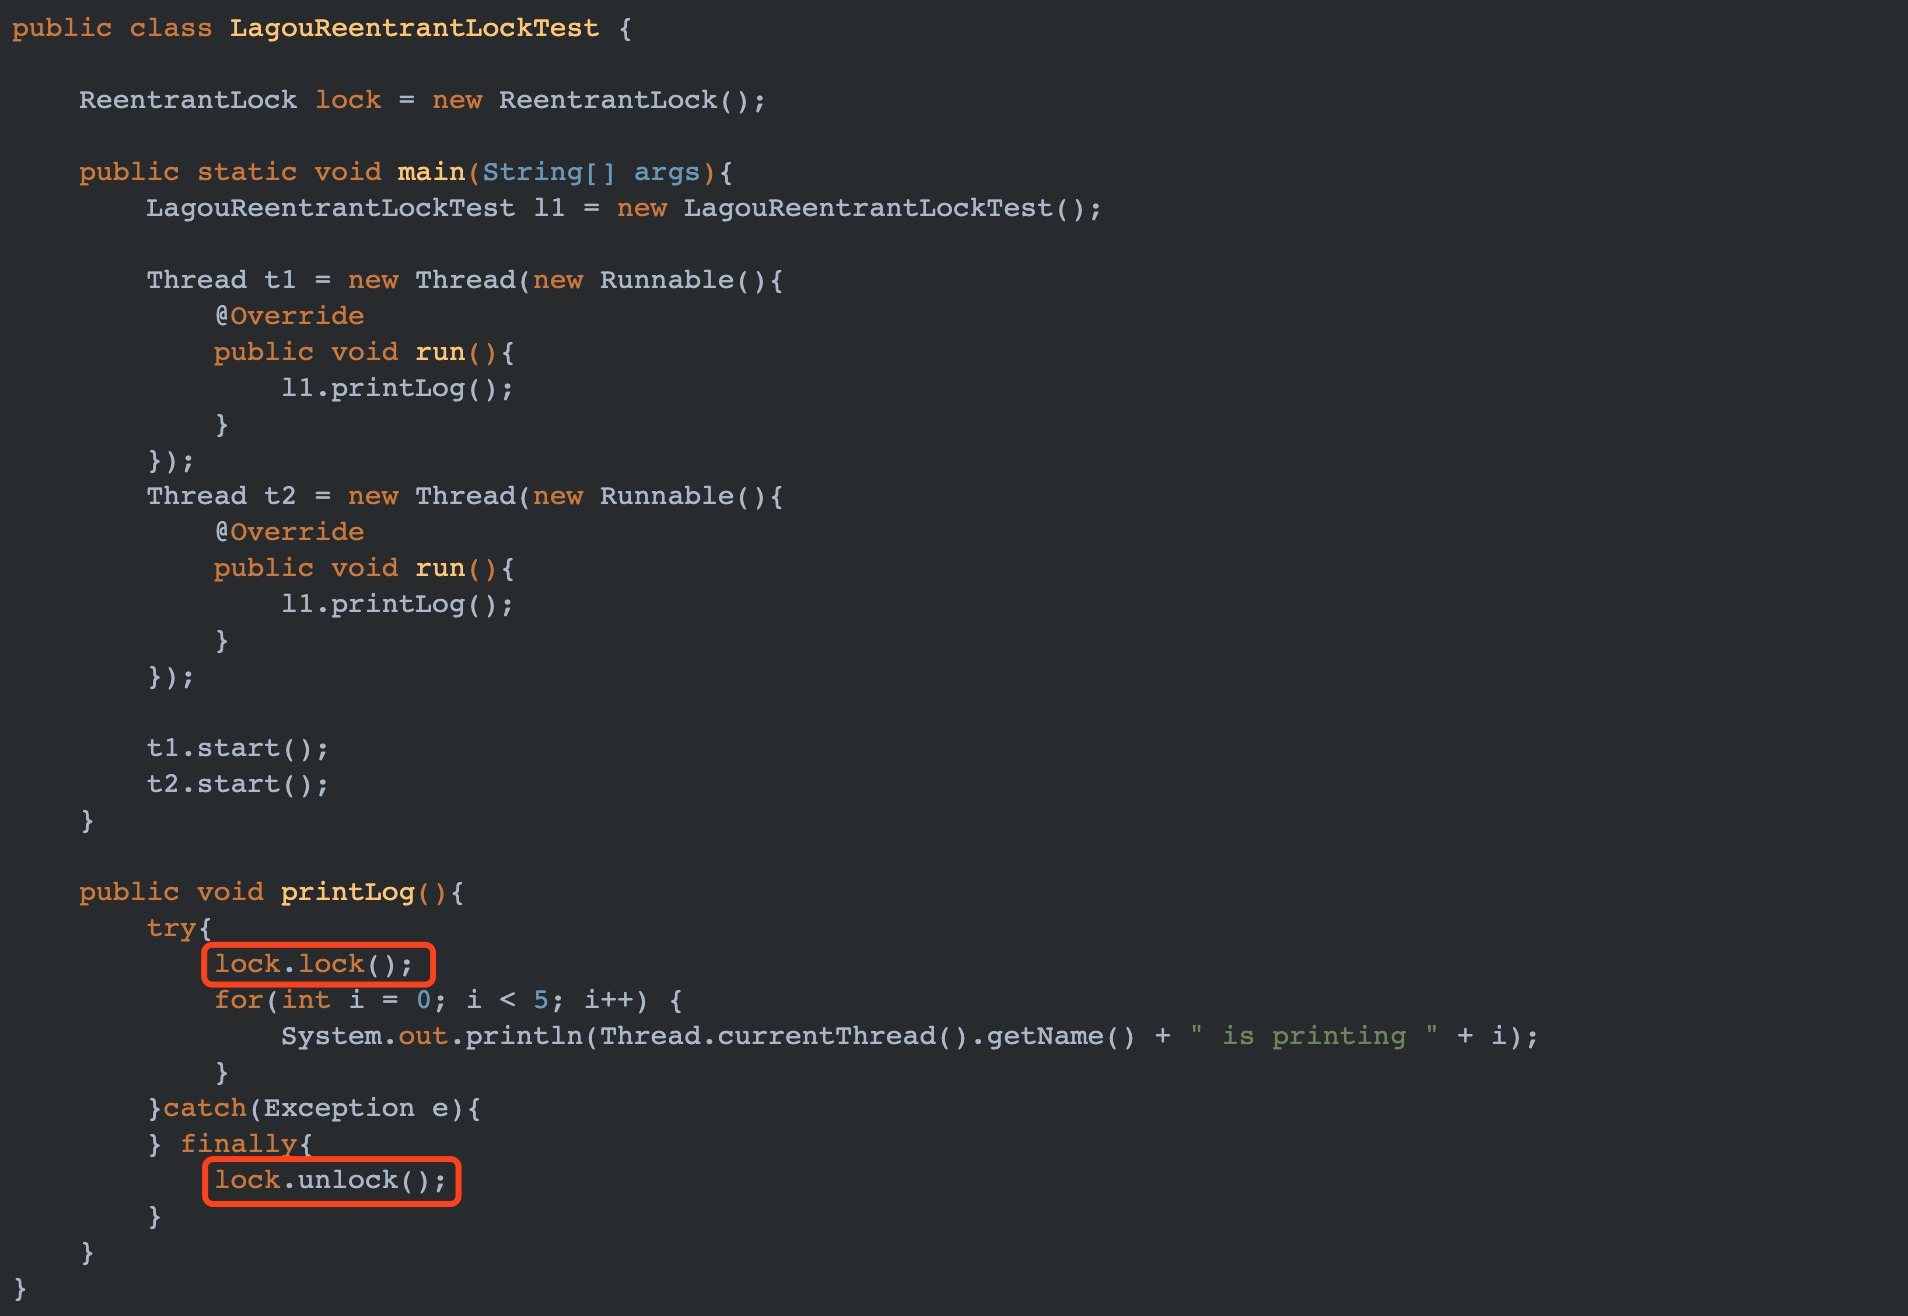 public class LagouReentrantLockTest {
    ReentrantLock lock = new ReentrantLock();
    public static void main(String[] args){
        LagouReentrantLockTest l1 = new LagouReentrantLockTest();
        Thread t1 = new Thread(new Runnable(){
            @Override
            public void run(){
                l1.printLog();
            }
        });
        Thread t2 = new Thread(new Runnable(){
            @Override
            public void run(){
                l1.printLog();
            }
        });
        t1.start();
        t2.start();
    }
    public void printLog(){
        try{
            lock.lock();
            for(int i = 0; i < 5; i++) {
                System.out.println(Thread.currentThread().getName() + " is printing " + i);
            }
        }catch(Exception e){
        } finally{
            lock.unlock();
        }
    }
}